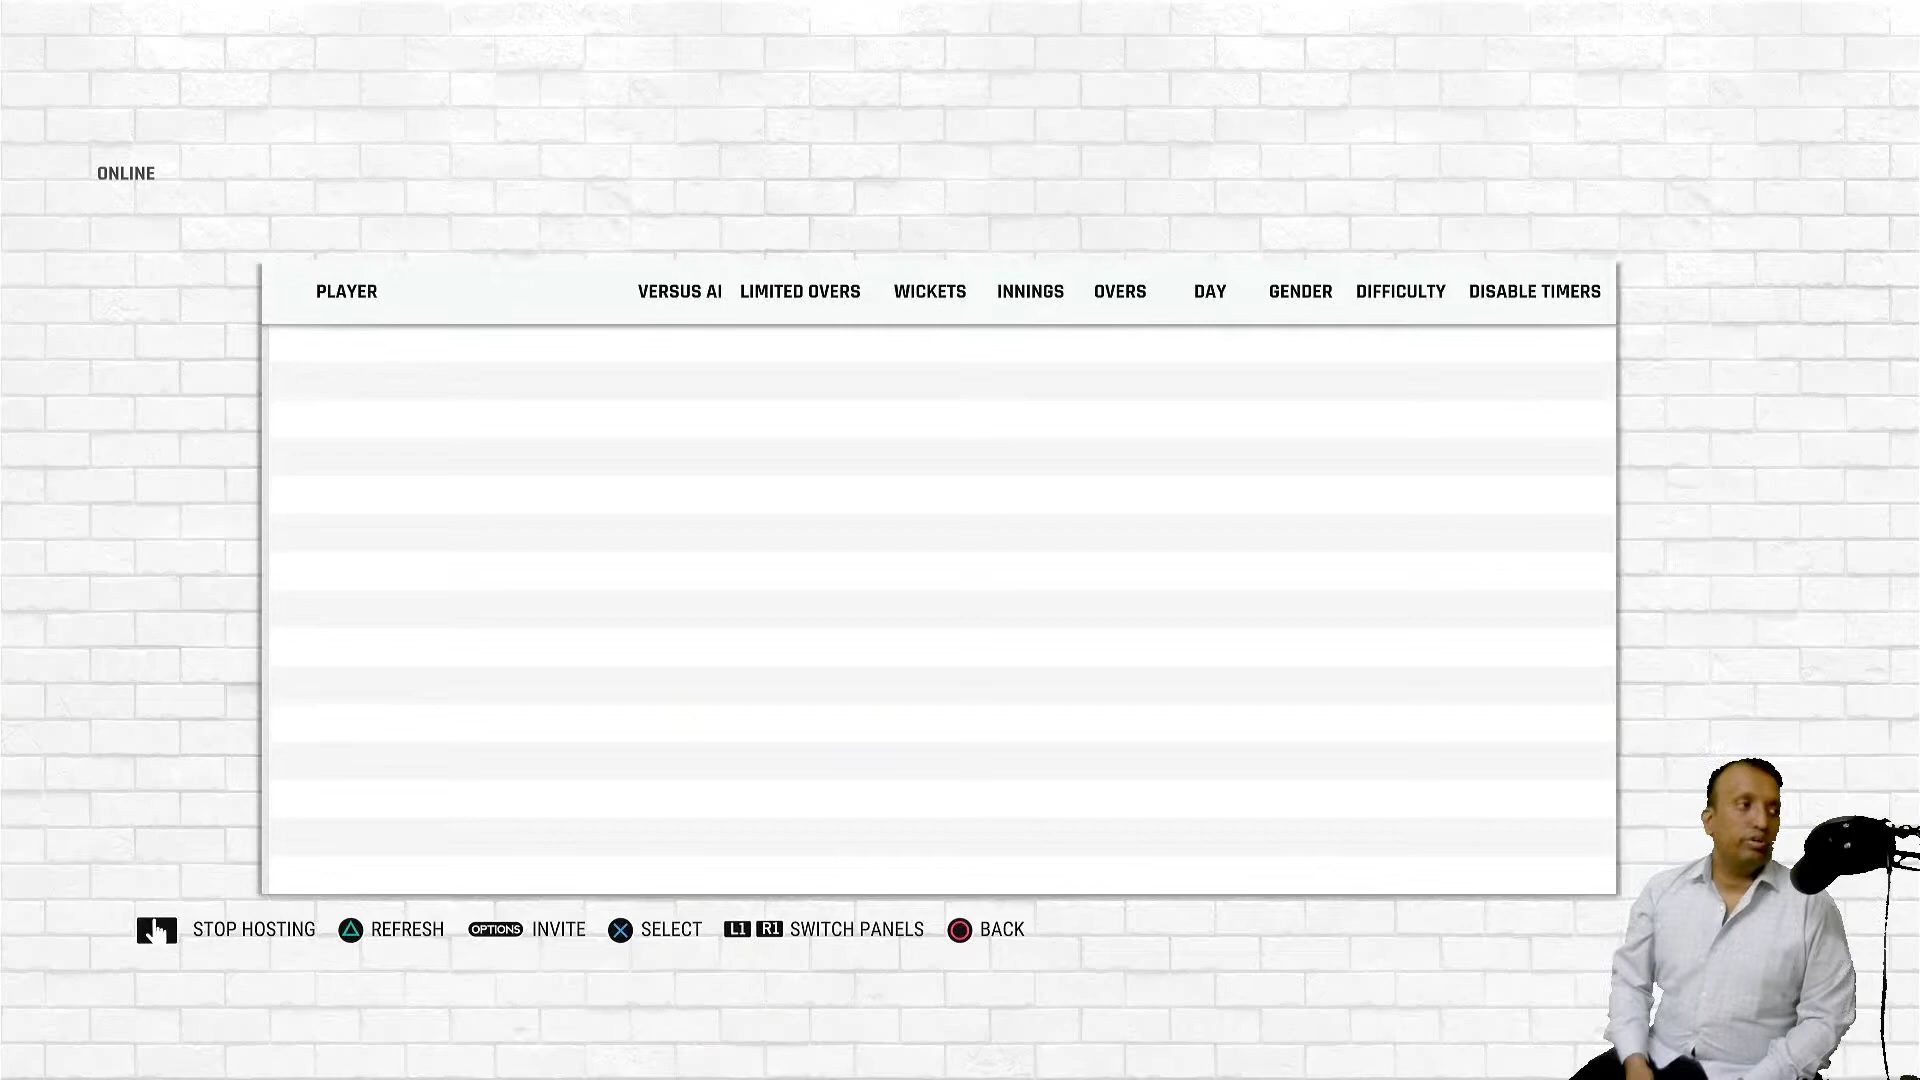 ONLINE
PLAYER VERSUS AI LIMITED OVERS WICKETS INNINGS OVERS DAY GENDER DIFFICULTY DISABLE TIMERS
STOP HOSTING REFRESH OPTIONS INVITE SELECT L1 R1 SWITCH PANELS BACK